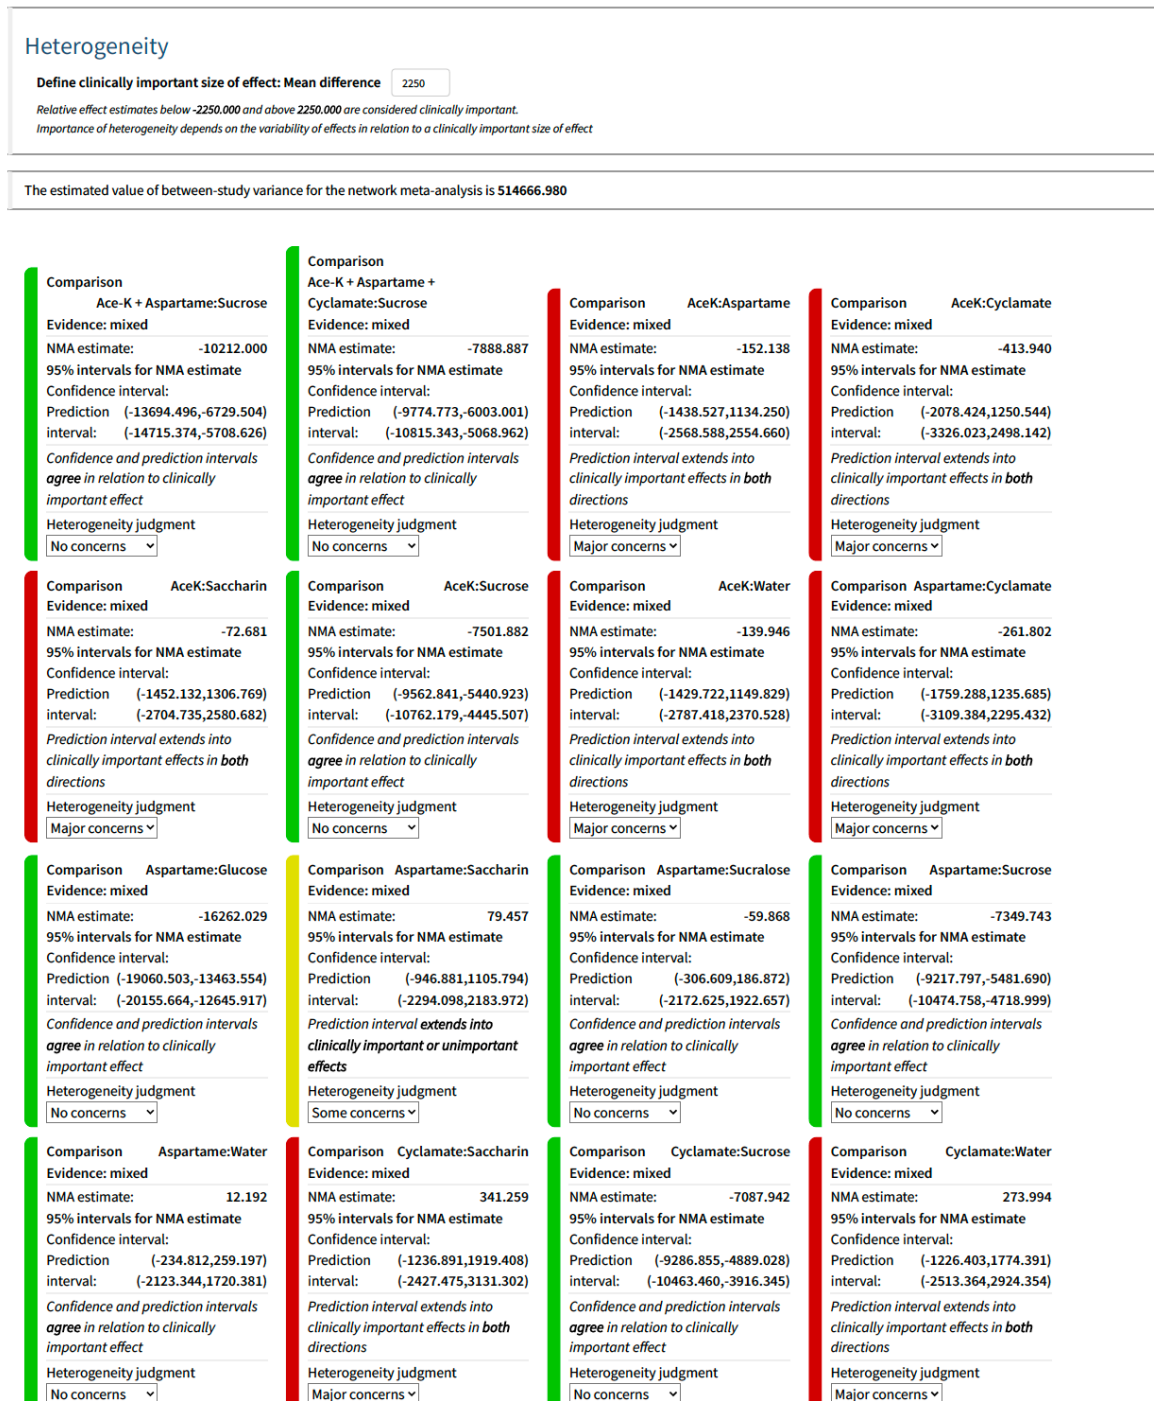 Heterogeneity
Define clinically important size of effect: Mean difference 2250
Relative effect estimates below -2250.000 and above 2250.000 are considered clinically important.
Importance of heterogeneity depends on the variability of effects in relation to a clinically important size of effect
The estimated value of between-study variance for the network meta-analysis is 514666.980
Comparison
Ace-K + Aspartame:Sucrose
Evidence: mixed
NMA estimate: -10212.000
95% intervals for NMA estimate
Confidence interval:
Prediction (-13694.496,-6729.504)
interval: (-14715.374,-5708.626)
Confidence and prediction intervals
agree in relation to clinically
important effect
Heterogeneity judgment
No concerns
Comparison
Ace-K + Aspartame +
Cyclamate:Sucrose
Evidence: mixed
NMA estimate: -7888.887
95% intervals for NMA estimate
Confidence interval:
Prediction (-9774.773,-6003.001)
interval: (-10815.343,-5068.962)
Confidence and prediction intervals
agree in relation to clinically
important effect
Heterogeneity judgment
No concerns
Comparison AceK:Aspartame
Evidence: mixed
NMA estimate: -152.138
95% intervals for NMA estimate
Confidence interval:
Prediction (-1438.527,1134.250)
interval: (-2568.588,2554.660)
Prediction interval extends into
clinically important effects in both
directions
Heterogeneity judgment
Major concerns
Comparison AceK:Cyclamate
Evidence: mixed
NMA estimate: -413.940
95% intervals for NMA estimate
Confidence interval:
Prediction (-2078.424,1250.544)
interval: (-3326.023,2498.142)
Prediction interval extends into
clinically important effects in both
directions
Heterogeneity judgment
Major concerns
Comparison AceK:Saccharin
Evidence: mixed
NMA estimate: -72.681
95% intervals for NMA estimate
Confidence interval:
Prediction (-1452.132,1306.769)
interval: (-2704.735,2580.682)
Prediction interval extends into
clinically important effects in both
directions
Heterogeneity judgment
Major concerns
Comparison AceK:Sucrose
Evidence: mixed
NMA estimate: -7501.882
95% intervals for NMA estimate
Confidence interval:
Prediction (-9562.841,-5440.923)
interval: (-10762.179,-4445.507)
Confidence and prediction intervals
agree in relation to clinically
important effect
Heterogeneity judgment
No concerns
Comparison AceK:Water
Evidence: mixed
NMA estimate: -139.946
95% intervals for NMA estimate
Confidence interval:
Prediction (-1429.722,1149.829)
interval: (-2787.418,2370.528)
Prediction interval extends into
clinically important effects in both
directions
Heterogeneity judgment
Major concerns
Comparison Aspartame:Cyclamate
Evidence: mixed
NMA estimate: -261.802
95% intervals for NMA estimate
Confidence interval:
Prediction (-1759.288,1235.685)
interval: (-3109.384,2295.432)
Prediction interval extends into
clinically important effects in both
directions
Heterogeneity judgment
Major concerns
Comparison Aspartame:Glucose
Evidence: mixed
NMA estimate: -16262.029
95% intervals for NMA estimate
Confidence interval:
Prediction (-19060.503,-13463.554)
interval: (-20155.664,-12645.917)
Confidence and prediction intervals
agree in relation to clinically
important effect
Heterogeneity judgment
No concerns
Comparison Aspartame:Saccharin
Evidence: mixed
NMA estimate: 79.457
95% intervals for NMA estimate
Confidence interval:
Prediction (-946.881,1105.794)
interval: (-2294.098,2183.972)
Prediction interval extends into
clinically important or unimportant
effects
Heterogeneity judgment
Some concerns
Comparison Aspartame:Sucralose
Evidence: mixed
NMA estimate: -59.868
95% intervals for NMA estimate
Confidence interval:
Prediction (-306.609,186.872)
interval: (-2172.625,1922.657)
Confidence and prediction intervals
agree in relation to clinically
important effect
Heterogeneity judgment
No concerns
Comparison Aspartame:Sucrose
Evidence: mixed
NMA estimate: -7349.743
95% intervals for NMA estimate
Confidence interval:
Prediction (-9217.797,-5481.690)
interval: (-10474.758,-4718.999)
Confidence and prediction intervals
agree in relation to clinically
important effect
Heterogeneity judgment
No concerns
Comparison Aspartame:Water
Evidence: mixed
NMA estimate: 12.192
95% intervals for NMA estimate
Confidence interval:
Prediction (-234.812,259.197)
interval: (-2123.344,1720.381)
Confidence and prediction intervals
agree in relation to clinically
important effect
Heterogeneity judgment
No concerns
Comparison Cyclamate:Saccharin
Evidence: mixed
NMA estimate: 341.259
95% intervals for NMA estimate
Confidence interval:
Prediction (-1236.891,1919.408)
interval: (-2427.475,3131.302)
Prediction interval extends into
clinically important effects in both
directions
Heterogeneity judgment
Major concerns
Comparison Cyclamate:Sucrose
Evidence: mixed
NMA estimate: -7087.942
95% intervals for NMA estimate
Confidence interval:
Prediction (-9286.855,-4889.028)
interval: (-10463.460,-3916.345)
Confidence and prediction intervals
agree in relation to clinically
important effect
Heterogeneity judgment
No concerns
Comparison Cyclamate:Water
Evidence: mixed
NMA estimate: 273.994
95% intervals for NMA estimate
Confidence interval:
Prediction (-1226.403,1774.391)
interval: (-2513.364,2924.354)
Prediction interval extends into
clinically important effects in both
directions
Heterogeneity judgment
Major concerns